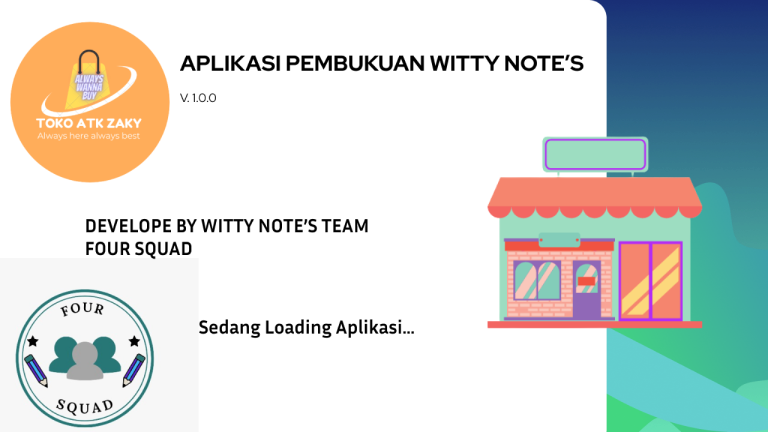 APLIKASI PEMBUKUAN WITTY NOTE'S
V. 1.0.0
ALWAYS
WANNA
BUY
TOKO ATK ZAKY
Always here always best
DEVELOPE BY WITTY NOTE'S TEAM
FOUR SQUAD
FOUR
SQUAD
Sedang Loading Aplikasi...